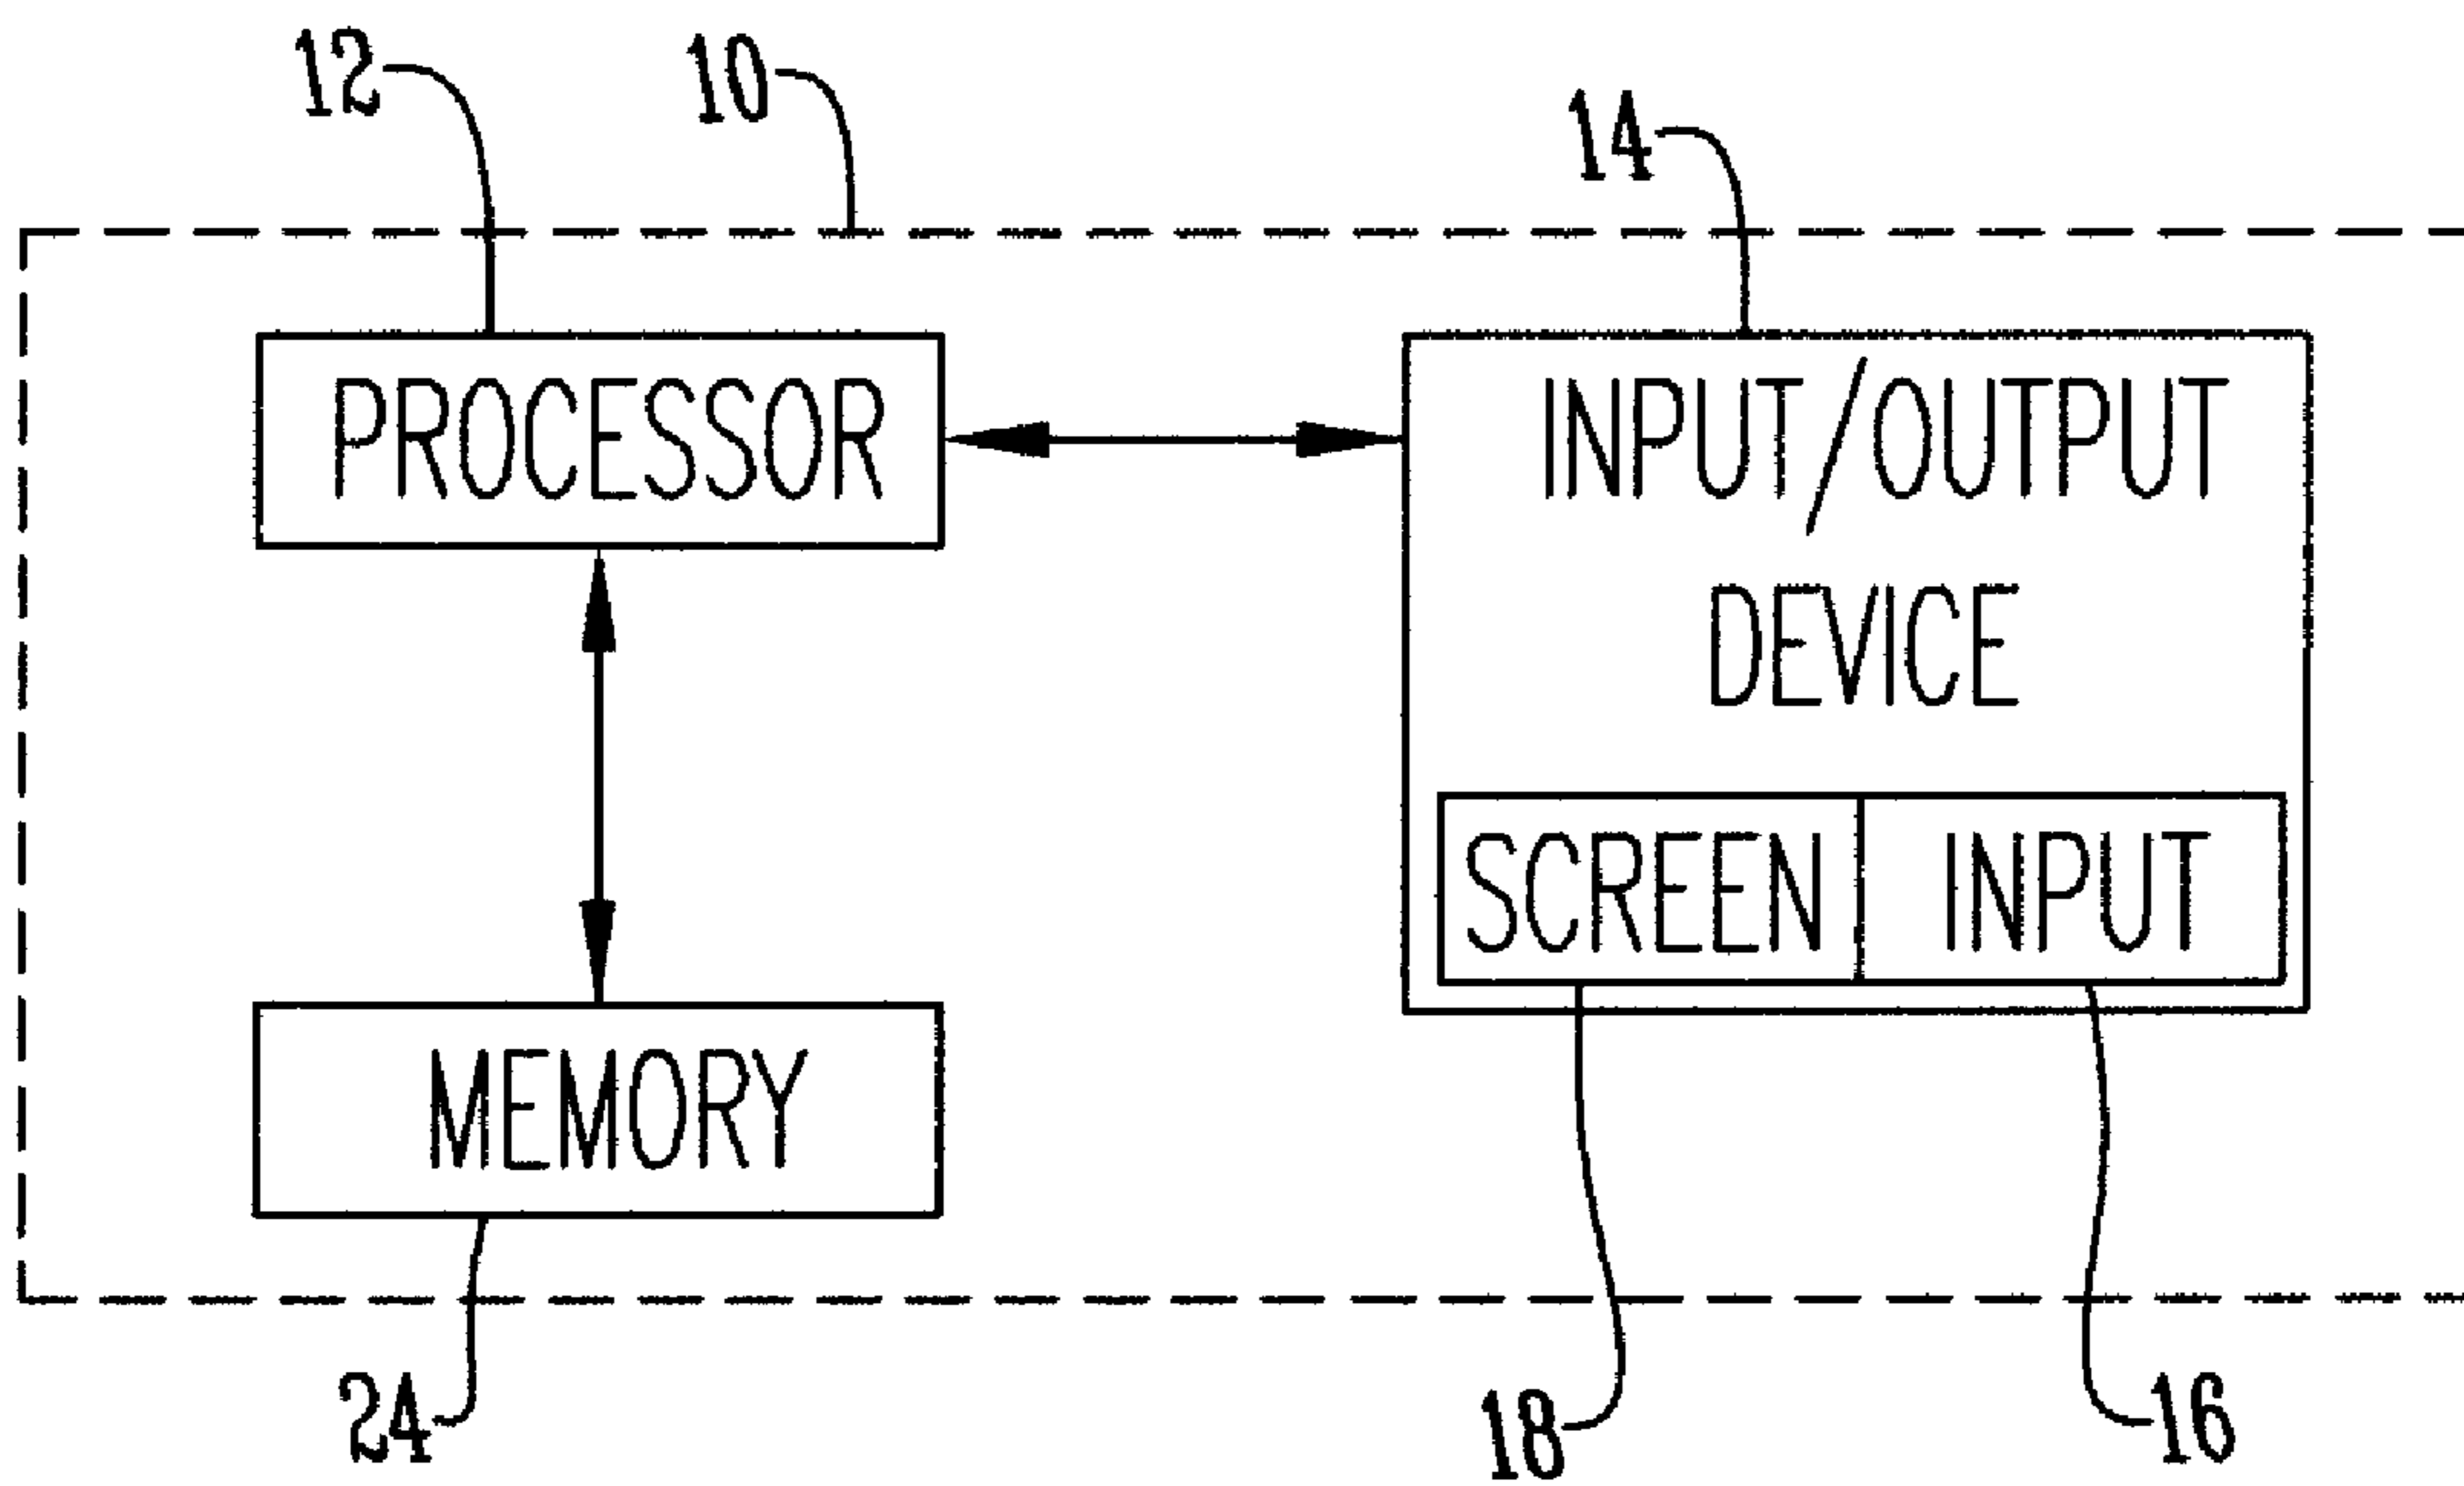 12
10
14
PROCESSOR
INPUT/OUTPUT
DEVICE
SCREEN
INPUT
MEMORY
24
18
16